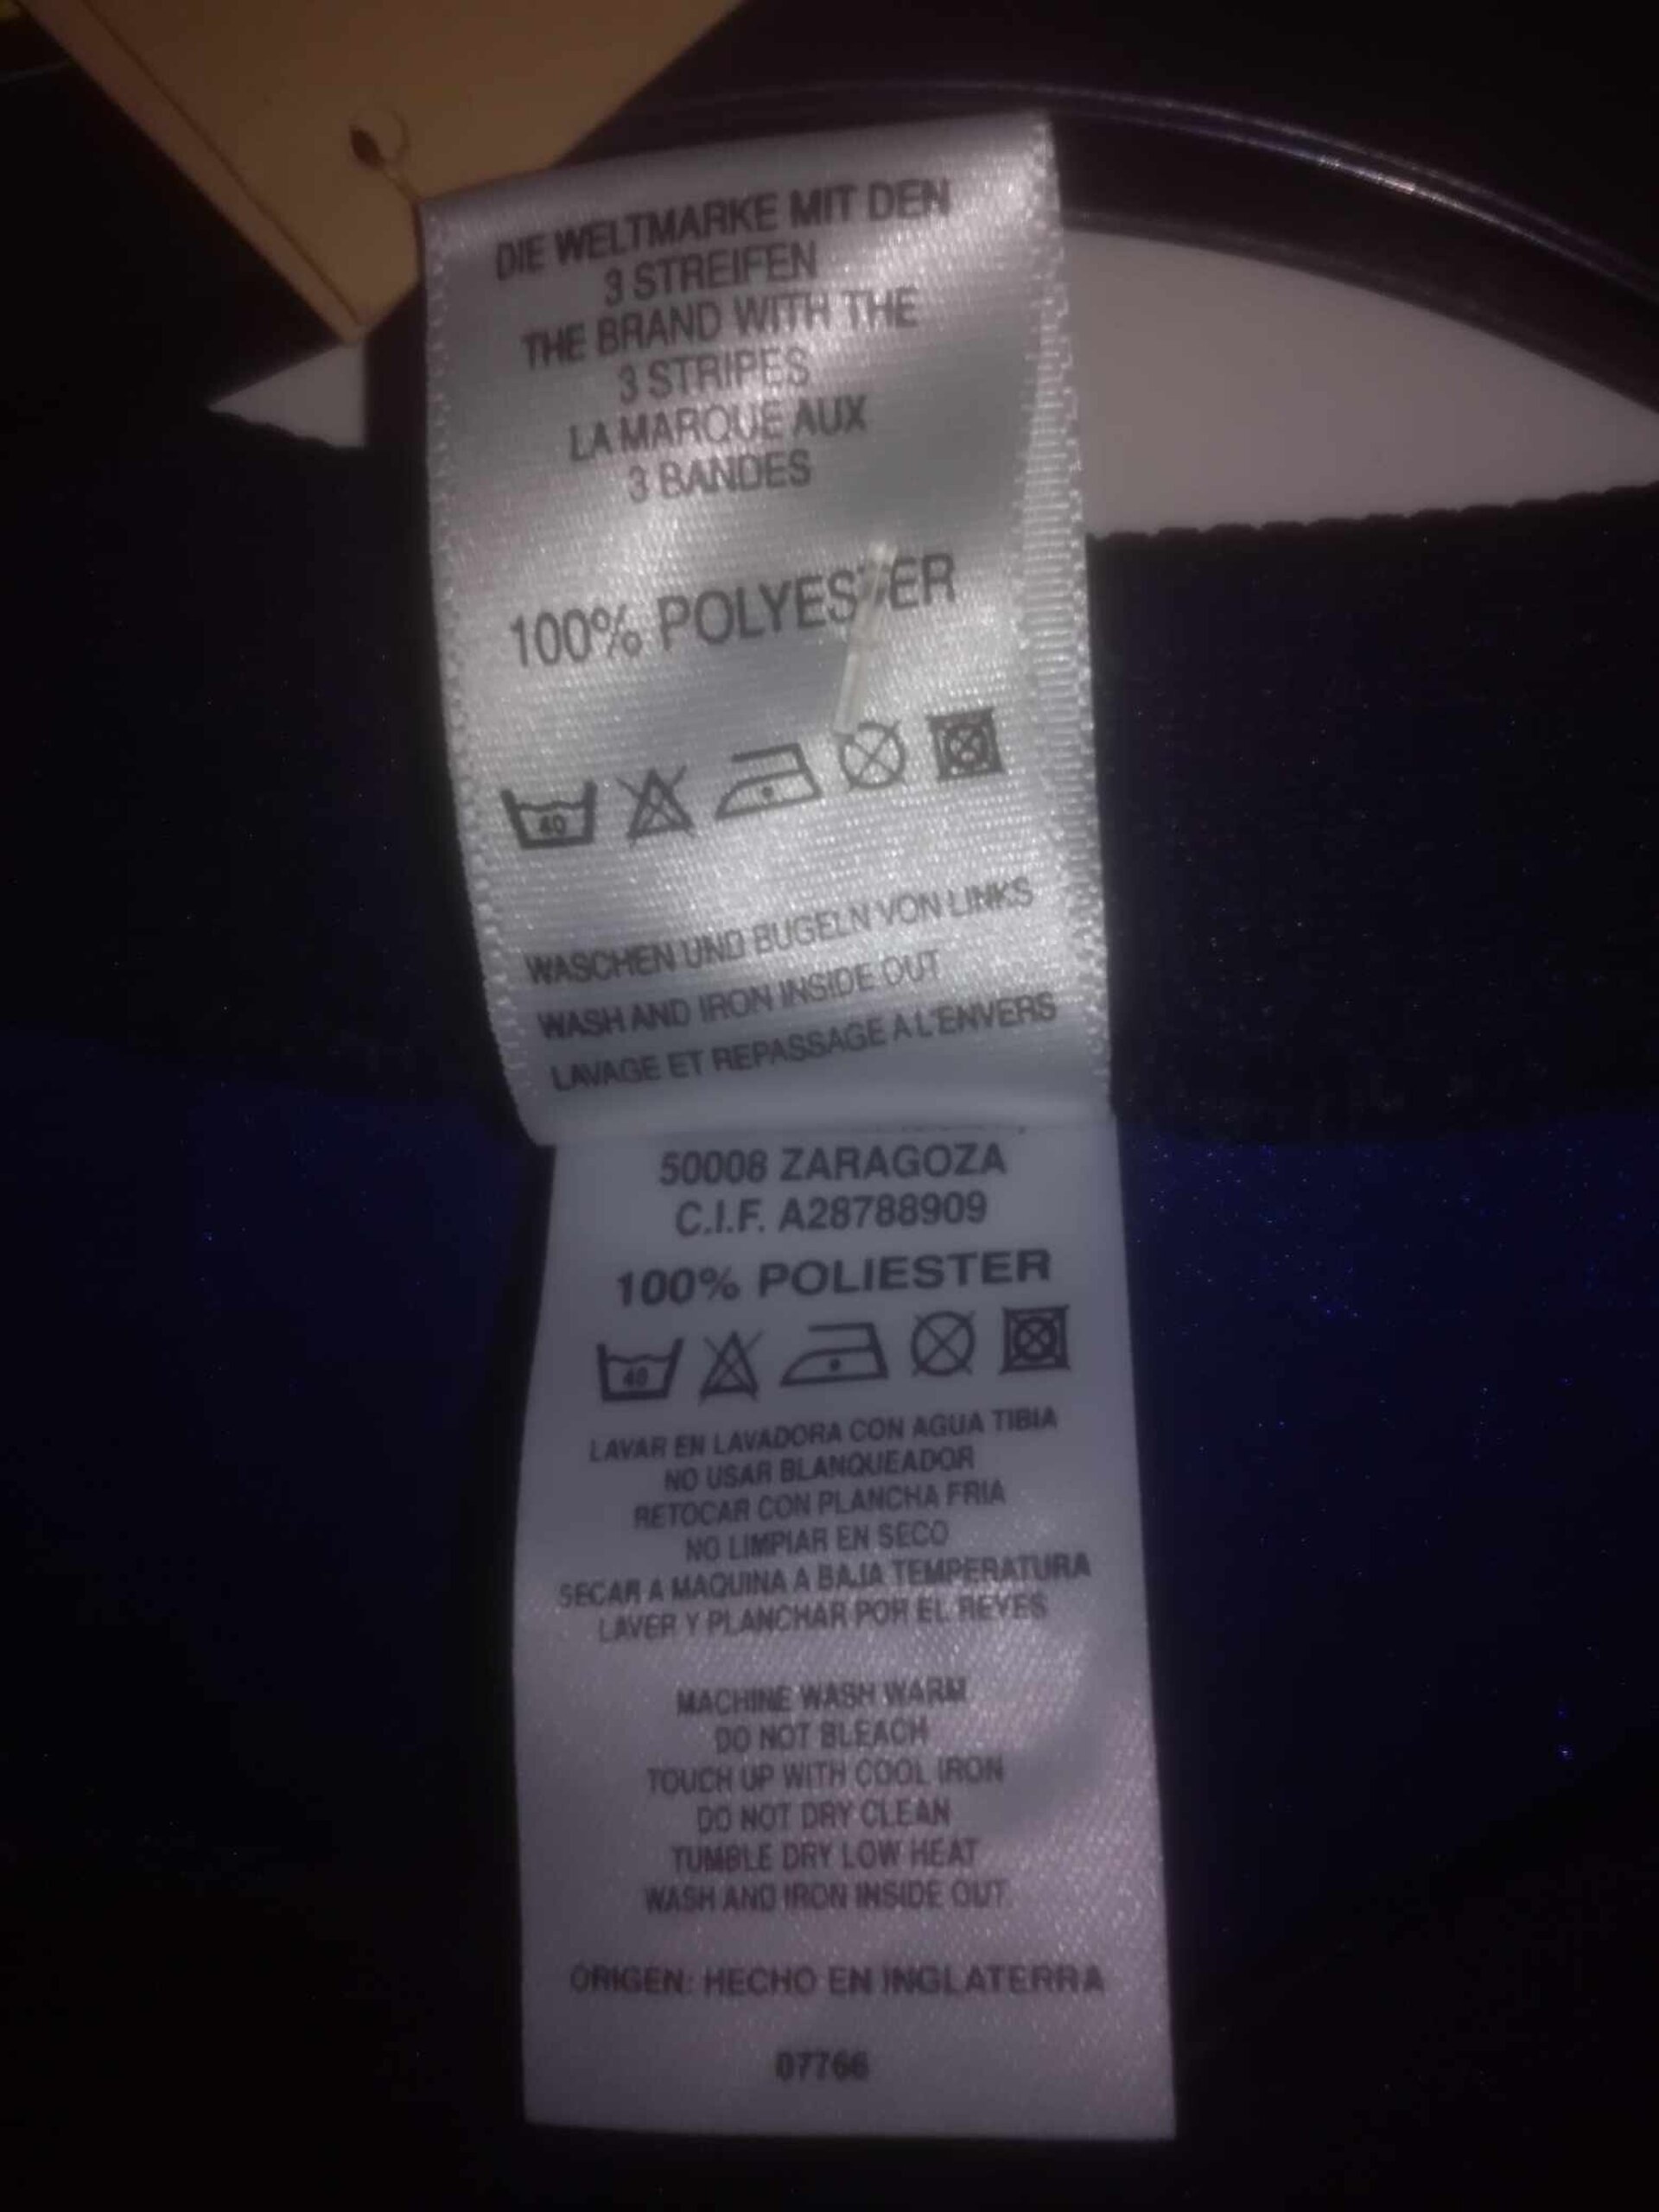 DIE WELTMARKE MIT DEN
3 STREIFEN
THE BRAND WITH THE
3 STRIPES
LA MARQUE AUX
3 BANDES
100% POLYESTER
40
WASCHEN UND BUGELN VON LINKS
WASH AND IRON INSIDE OUT
LAVAGE ET REPASSAGE A L'ENVERS
50008 ZARAGOZA
C.I.F. A28788909
100% POLIESTER
40
LAVAR EN LAVADORA CON AGUA TIBIA
NO USAR BLANQUEADOR
RETOCAR CON PLANCHA FRIA
NO LIMPIAR EN SECO
SECAR A MAQUINA A BAJA TEMPERATURA
LAVER Y PLANCHAR POR EL REVES
MACHINE WASH WARM
DO NOT BLEACH
TOUCH UP WITH COOL IRON
DO NOT DRY CLEAN
TUMBLE DRY LOW HEAT
WASH AND IRON INSIDE OUT
ORIGEN: HECHO EN INGLATERRA
07766